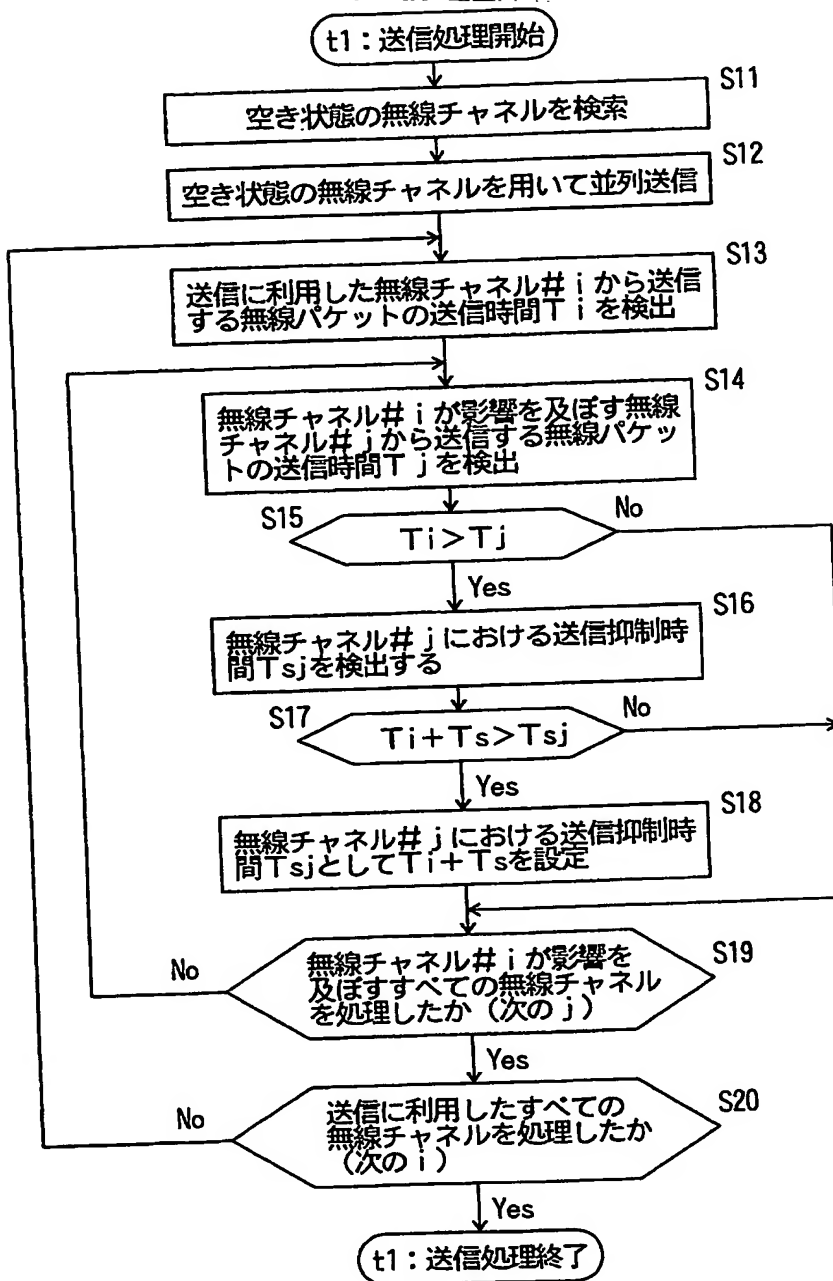 t1：送信処理開始
S11
空き状態の無線チャネルを検索
S12
空き状態の無線チャネルを用いて並列送信
S13
送信に利用した無線チャネル＃ｉから送信
する無線パケットの送信時間Ｔｉを検出
S14
無線チャネル＃ｉが影響を及ぼす無線
チャネル＃ｊから送信する無線パケッ
トの送信時間Ｔｊを検出
S15
Ｔｉ＞Ｔｊ
No
Yes
S16
無線チャネル＃ｊにおける送信抑制時
間Ｔsjを検出する
S17
Ｔｉ＋Ｔｓ＞Ｔsj
No
Yes
S18
無線チャネル＃ｊにおける送信抑制時
間ＴsjとしてＴｉ＋Ｔｓを設定
S19
無線チャネル＃ｉが影響を
及ぼすすべての無線チャネル
を処理したか（次のｊ）
No
Yes
S20
送信に利用したすべての
無線チャネルを処理したか
（次のｉ）
No
Yes
t1：送信処理終了